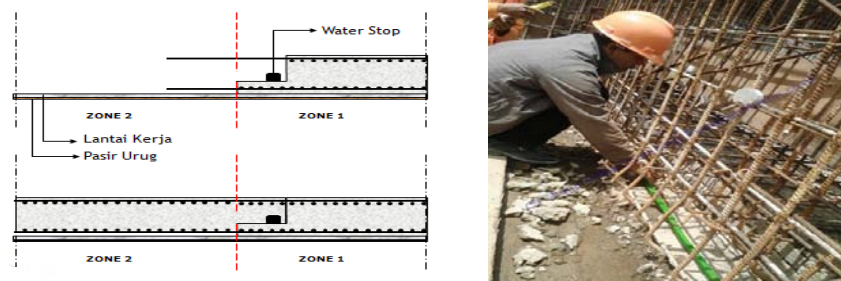 Water Stop
ZONE 2
ZONE 1
Lantai Kerja
Pasir Urug
ZONE 2
ZONE 1